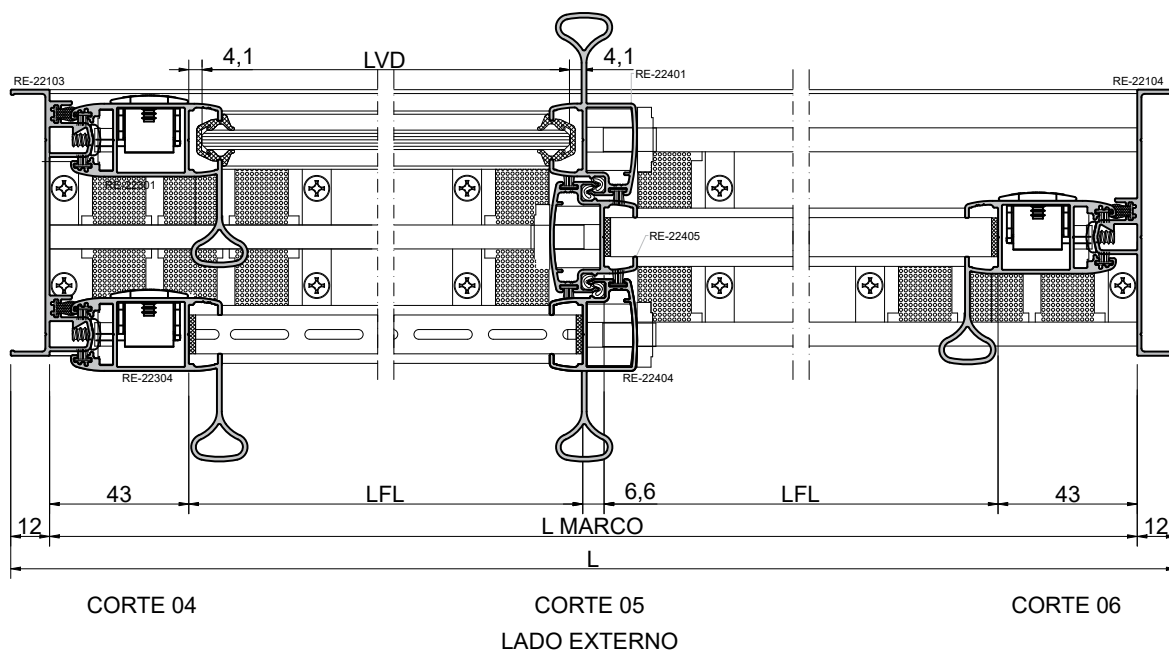 4,1
LVD
4,1
RE-22103
RE-22401
RE-22104
RE-22301
RE-22405
RE-22304
RE-22404
43
LFL
6,6
LFL
43
12
L MARCO
12
L
CORTE 04
CORTE 05
CORTE 06
LADO EXTERNO